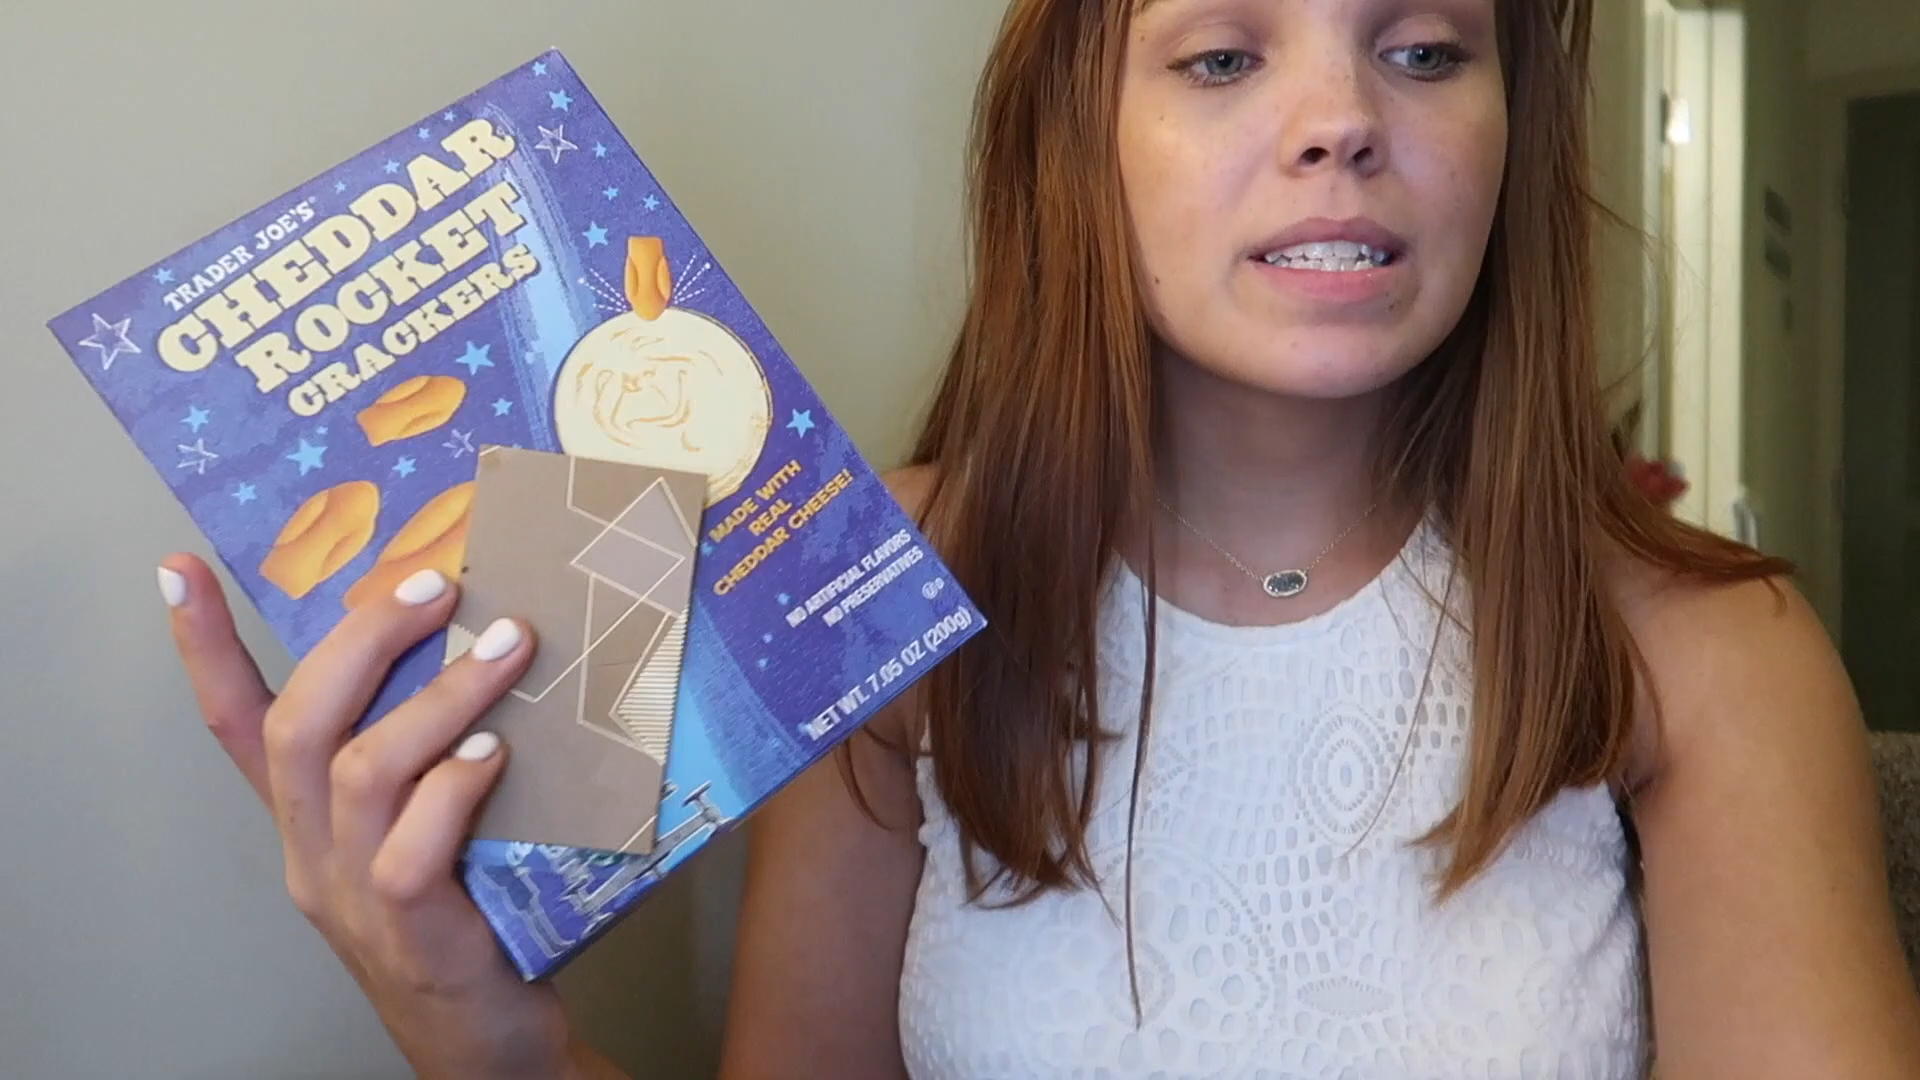 TRADER JOE'S®
CHEDDAR
ROCKET
CRACKERS
MADE WITH
REAL
CHEDDAR CHEESE!
NO ARTIFICIAL FLAVORS
NO PRESERVATIVES
Ⓤ D
NET WT. 7.05 OZ (200g)